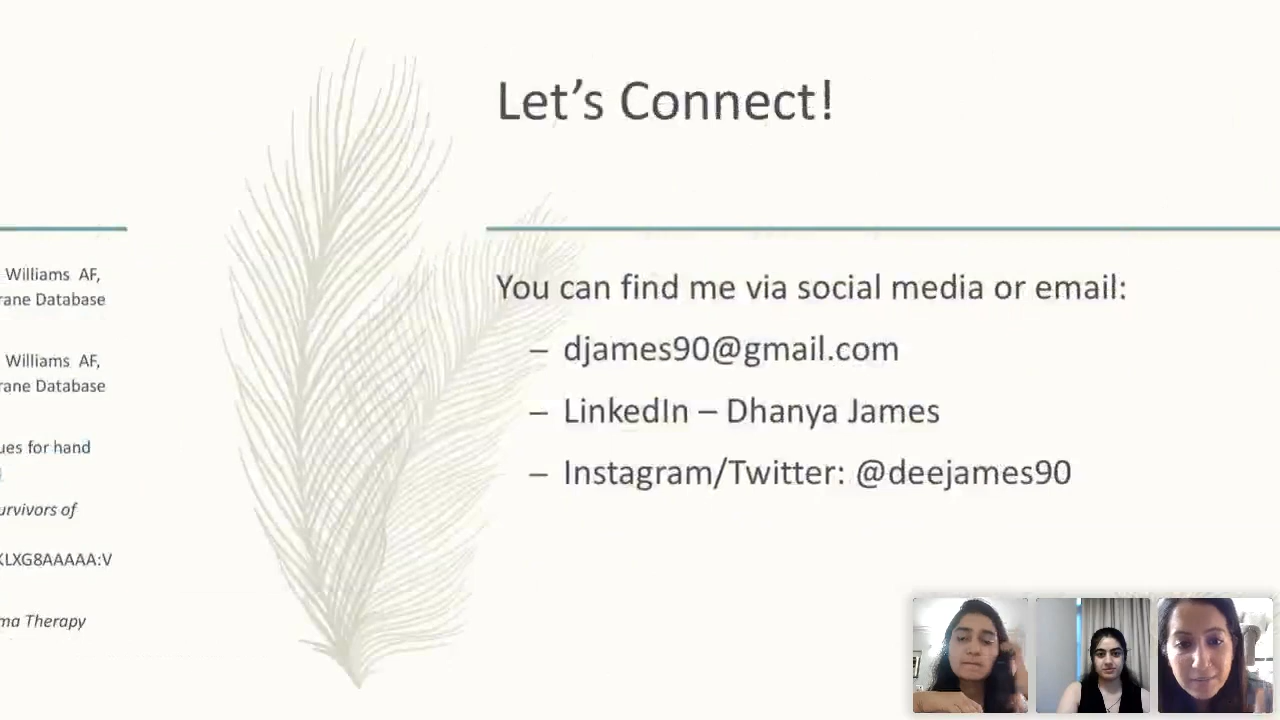 Let’s Connect!
Williams AF,
rane Database
Williams AF,
rane Database
ues for hand
urvivors of
KLXG8AAAAA:V
ma Therapy
You can find me via social media or email:
– djames90@gmail.com
– LinkedIn – Dhanya James
– Instagram/Twitter: @deejames90